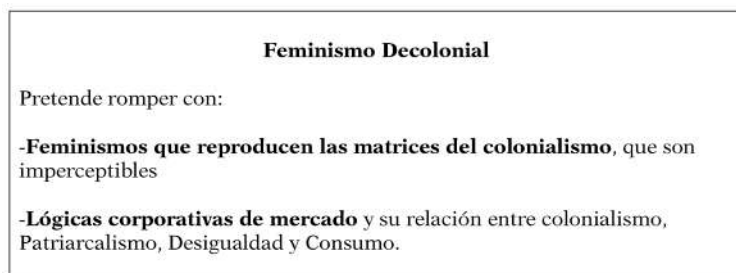 Feminismo Decolonial
Pretende romper con:
-Feminismos que reproducen las matrices del colonialismo, que son
imperceptibles
-Lógicas corporativas de mercado y su relación entre colonialismo,
Patriarcalismo, Desigualdad y Consumo.